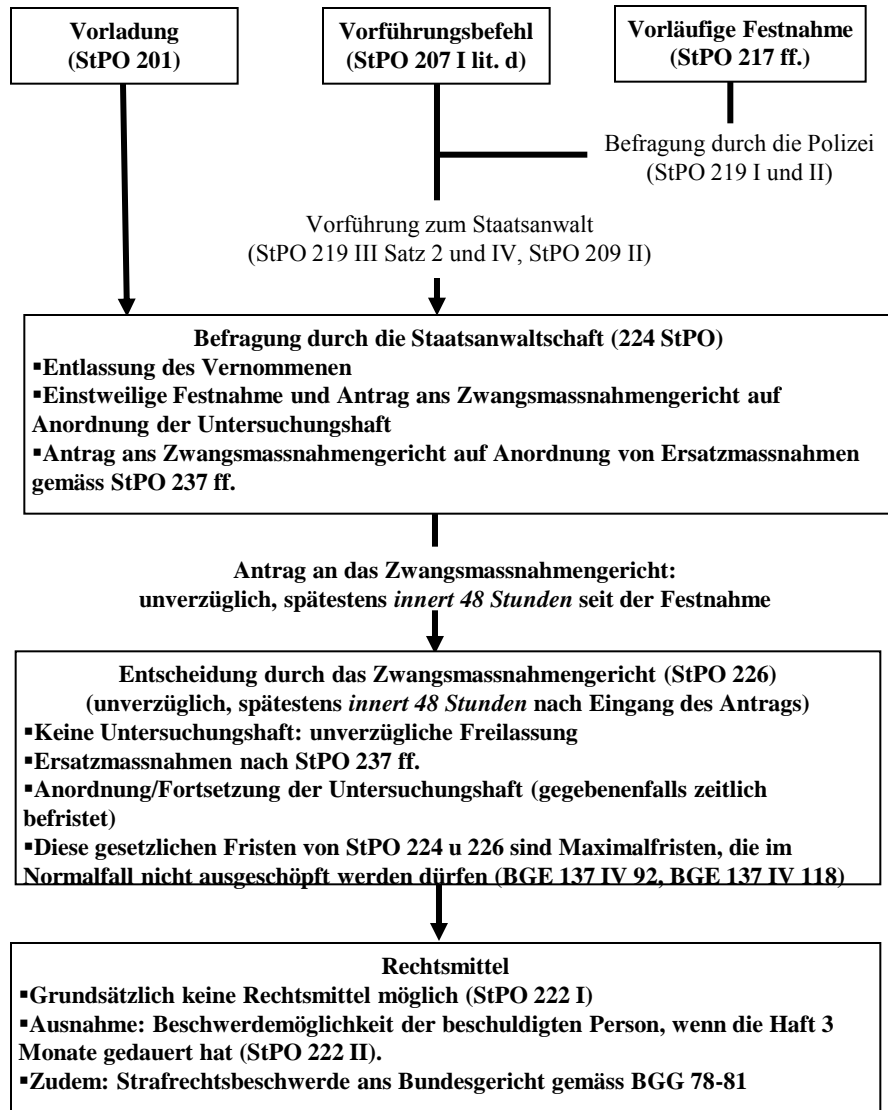 Vorladung
(StPO 201)
Vorführungsbefehl
(StPO 207 I lit. d)
Vorläufige Festnahme
(StPO 217 ff.)
Befragung durch die Polizei
(StPO 219 I und II)
Vorführung zum Staatsanwalt
(StPO 219 III Satz 2 und IV, StPO 209 II)
Befragung durch die Staatsanwaltschaft (224 StPO)
▪Entlassung des Vernommenen
▪Einstweilige Festnahme und Antrag ans Zwangsmassnahmengericht auf
Anordnung der Untersuchungshaft
▪Antrag ans Zwangsmassnahmengericht auf Anordnung von Ersatzmassnahmen
gemäss StPO 237 ff.
Antrag an das Zwangsmassnahmengericht:
unverzüglich, spätestens innert 48 Stunden seit der Festnahme
Entscheidung durch das Zwangsmassnahmengericht (StPO 226)
(unverzüglich, spätestens innert 48 Stunden nach Eingang des Antrags)
▪Keine Untersuchungshaft: unverzügliche Freilassung
▪Ersatzmassnahmen nach StPO 237 ff.
▪Anordnung/Fortsetzung der Untersuchungshaft (gegebenenfalls zeitlich
befristet)
▪Diese gesetzlichen Fristen von StPO 224 u 226 sind Maximalfristen, die im
Normalfall nicht ausgeschöpft werden dürfen (BGE 137 IV 92, BGE 137 IV 118)
Rechtsmittel
▪Grundsätzlich keine Rechtsmittel möglich (StPO 222 I)
▪Ausnahme: Beschwerdemöglichkeit der beschuldigten Person, wenn die Haft 3
Monate gedauert hat (StPO 222 II).
▪Zudem: Strafrechtsbeschwerde ans Bundesgericht gemäss BGG 78-81